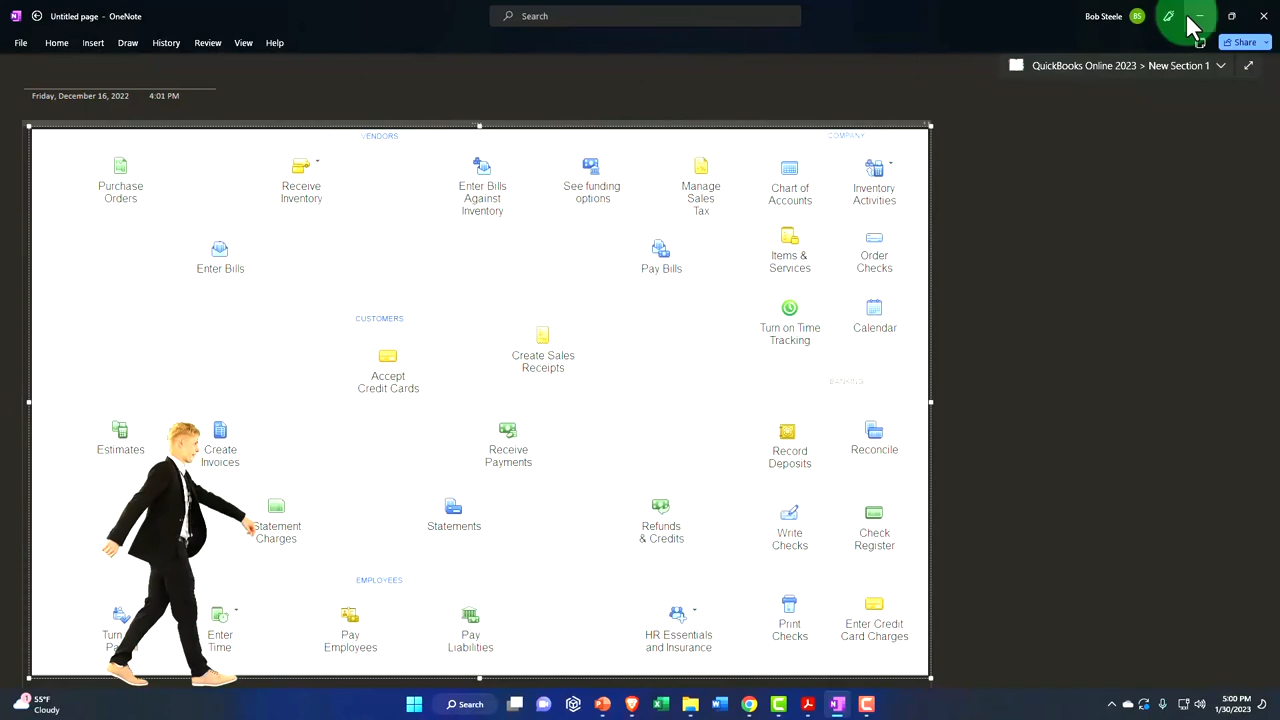 Untitled page - OneNote
Search
Bob Steele
BS
File
Home
Insert
Draw
History
Review
View
Help
Share
QuickBooks Online 2023 > New Section 1
Friday, December 16, 2022
4:01 PM
VENDORS
COMPANY
Purchase
Orders
Receive
Inventory
Enter Bills
Against
Inventory
See funding
options
Manage
Sales
Tax
Chart of
Accounts
Inventory
Activities
Enter Bills
Pay Bills
Items &
Services
Order
Checks
CUSTOMERS
Turn on Time
Tracking
Calendar
Accept
Credit Cards
Create Sales
Receipts
BANKING
Estimates
Create
Invoices
Receive
Payments
Record
Deposits
Reconcile
Statement
Charges
Statements
Refunds
& Credits
Write
Checks
Check
Register
EMPLOYEES
Turn
Enter
Time
Pay
Employees
Pay
Liabilities
HR Essentials
and Insurance
Print
Checks
Enter Credit
Card Charges
1
55°F
Cloudy
Search
5:00 PM
1/30/2023